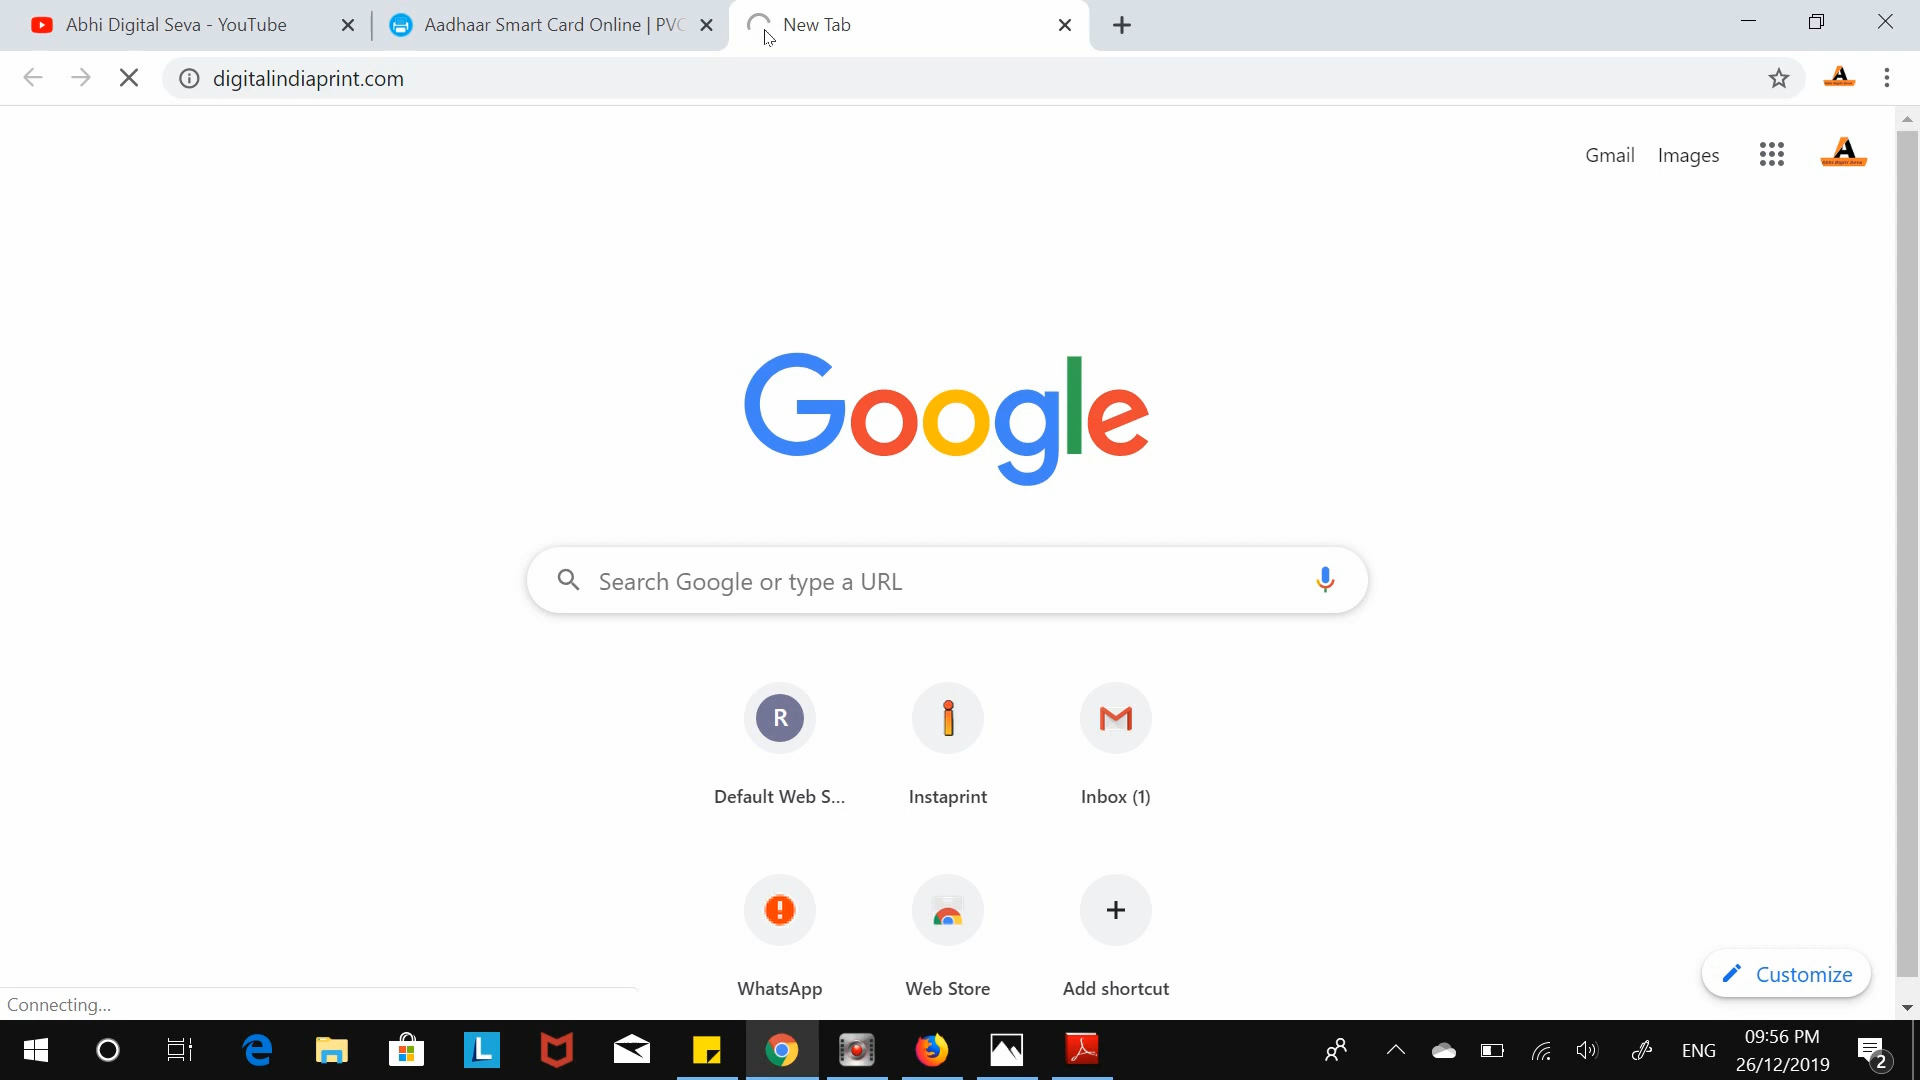 Abhi Digital Seva - YouTube
Aadhaar Smart Card Online | PVC
New Tab
digitalindiaprint.com
Gmail
Images
Google
Search Google or type a URL
R
Default Web S...
Instaprint
Inbox (1)
WhatsApp
Web Store
Add shortcut
Customize
Connecting...
ENG
09:56 PM
26/12/2019
2